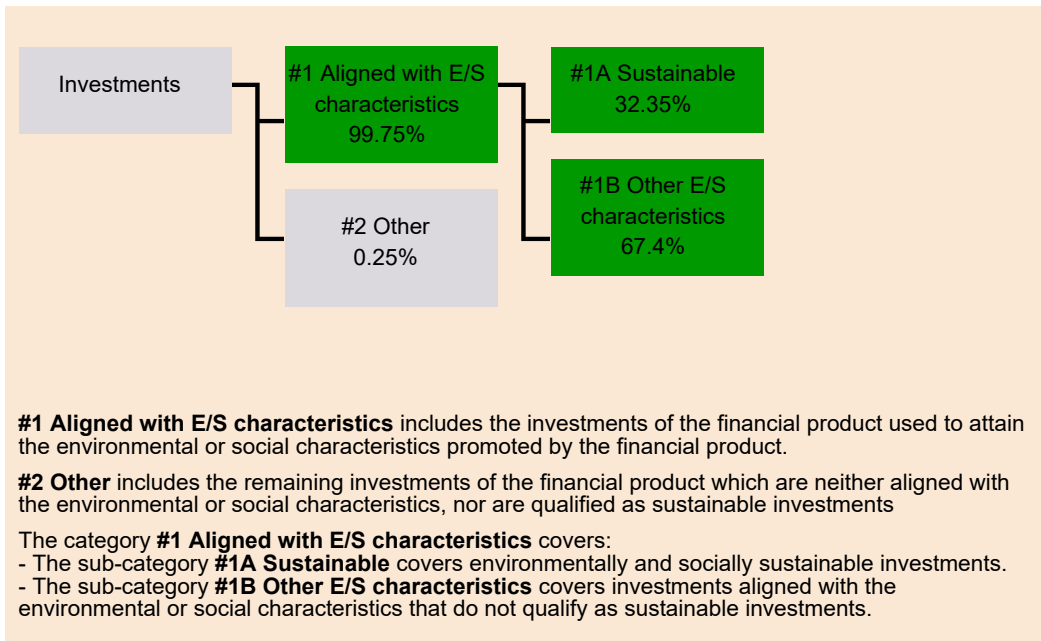 Investments
#1 Aligned with E/S
characteristics
99.75%
#1A Sustainable
32.35%
#2 Other
0.25%
#1B Other E/S
characteristics
67.4%
#1 Aligned with E/S characteristics includes the investments of the financial product used to attain
the environmental or social characteristics promoted by the financial product.
#2 Other includes the remaining investments of the financial product which are neither aligned with
the environmental or social characteristics, nor are qualified as sustainable investments
The category #1 Aligned with E/S characteristics covers:
- The sub-category #1A Sustainable covers environmentally and socially sustainable investments.
- The sub-category #1B Other E/S characteristics covers investments aligned with the
environmental or social characteristics that do not qualify as sustainable investments.